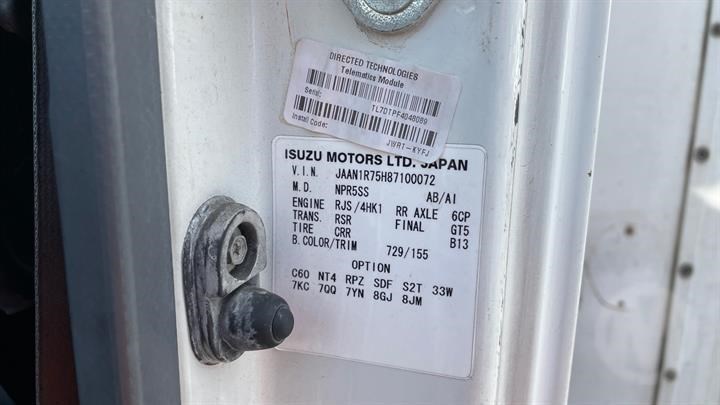 DIRECTED TECHNOLOGIES
Telematics Module
Serial:
TL7DTPF4048089
Install Code:
JWR1-KYFJ
ISUZU MOTORS LTD. JAPAN
V.I.N. JAAN1R75H87100072
M.D. NPR5SS AB/AI
ENGINE RJS/4HK1 RR AXLE 6CP
TRANS. RSR FINAL GT5
TIRE CRR B13
B.COLOR/TRIM 729/155
OPTION
C60 NT4 RPZ SDF S2T 33W
7KC 7QQ 7YN 8GJ 8JM